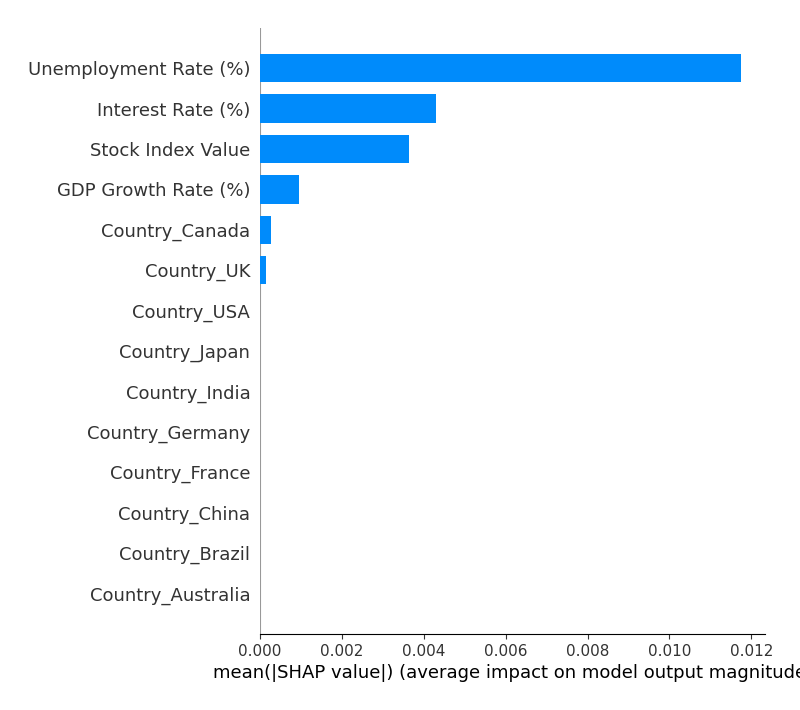 Unemployment Rate (%)
Interest Rate (%)
Stock Index Value
GDP Growth Rate (%)
Country_Canada
Country_UK
Country_USA
Country_Japan
Country_India
Country_Germany
Country_France
Country_China
Country_Brazil
Country_Australia
0.000 0.002 0.004 0.006 0.008 0.010 0.012
mean(|SHAP value|) (average impact on model output magnitude